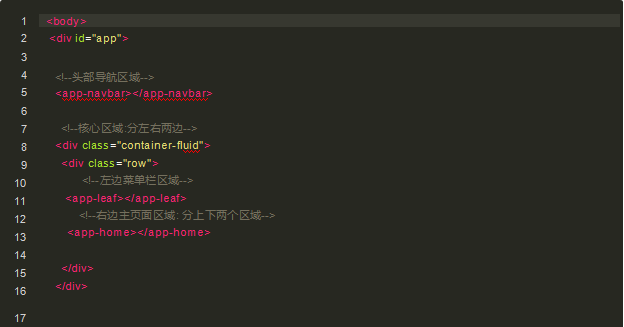 1 <body>
2 <div id="app">
3
4 <!--头部导航区域-->
5 <app-navbar></app-navbar>
6
7 <!--核心区域:分左右两边-->
8 <div class="container-fluid">
9 <div class="row">
10 <!--左边菜单栏区域-->
11 <app-leaf></app-leaf>
12 <!--右边主页面区域: 分上下两个区域-->
13 <app-home></app-home>
14
15 </div>
16 </div>
17